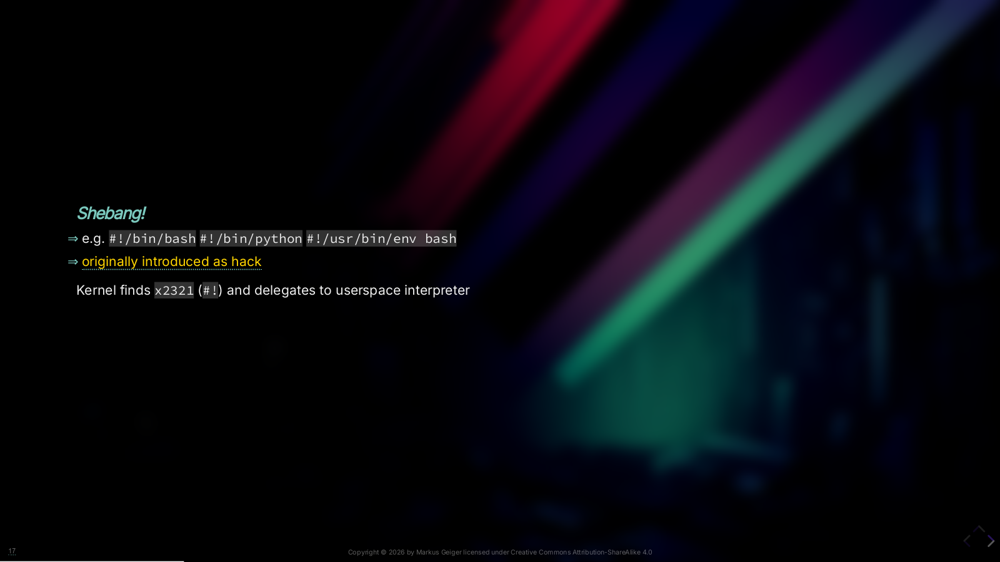 Shebang!
⇒ e.g. #!/bin/bash #!/bin/python #!/usr/bin/env bash
⇒ originally introduced as hack
Kernel finds x2321 (#!) and delegates to userspace interpreter
17
Copyright © 2026 by Markus Geiger licensed under Creative Commons Attribution-ShareAlike 4.0